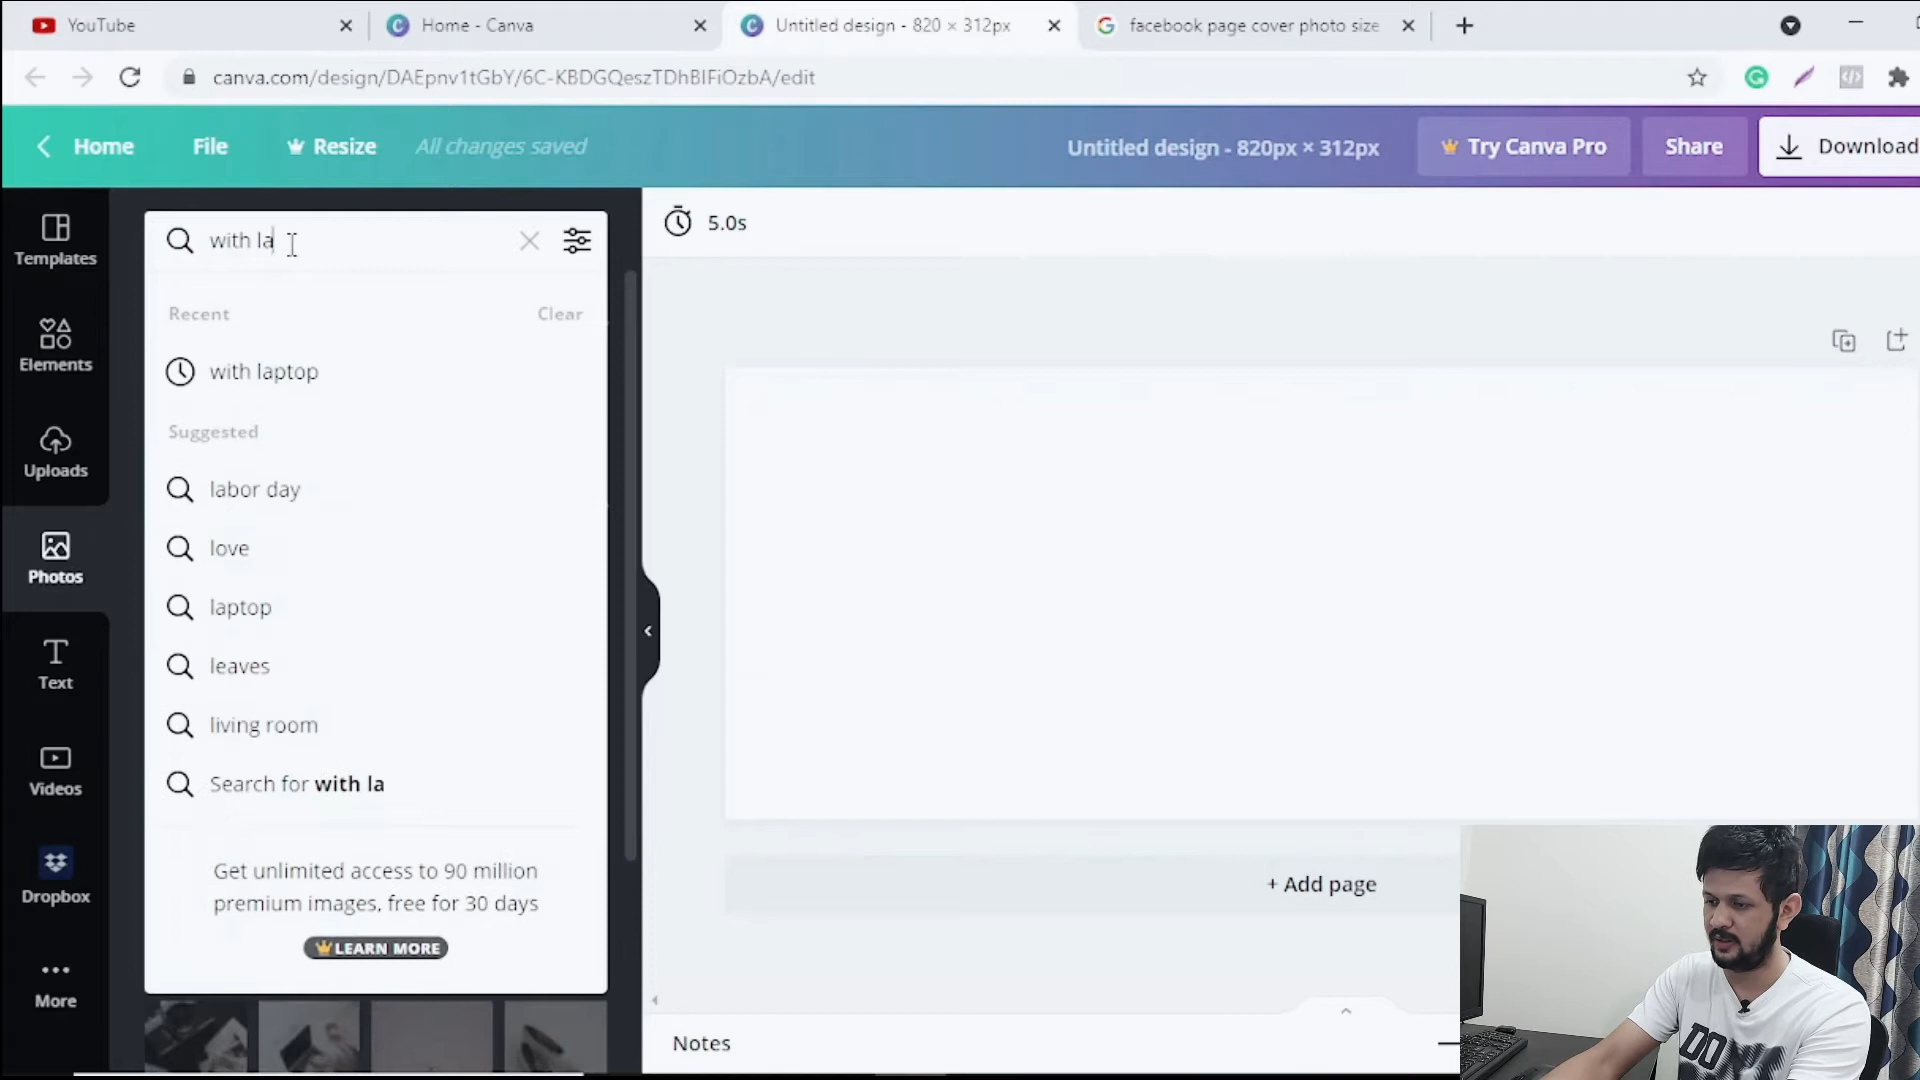 YouTube
Home - Canva
Untitled design - 820 × 312px
facebook page cover photo size
canva.com/design/DAEpnv1tGbY/6C-KBDGQeszTDhBIFiOzbA/edit
Home
File
Resize
All changes saved
Untitled design - 820px × 312px
Try Canva Pro
Share
Download
Templates
Elements
Uploads
Photos
Text
Videos
Dropbox
More
with la
Recent
Clear
with laptop
Suggested
labor day
love
laptop
leaves
living room
Search for with la
Get unlimited access to 90 million
premium images, free for 30 days
LEARN MORE
5.0s
+ Add page
Notes
DO